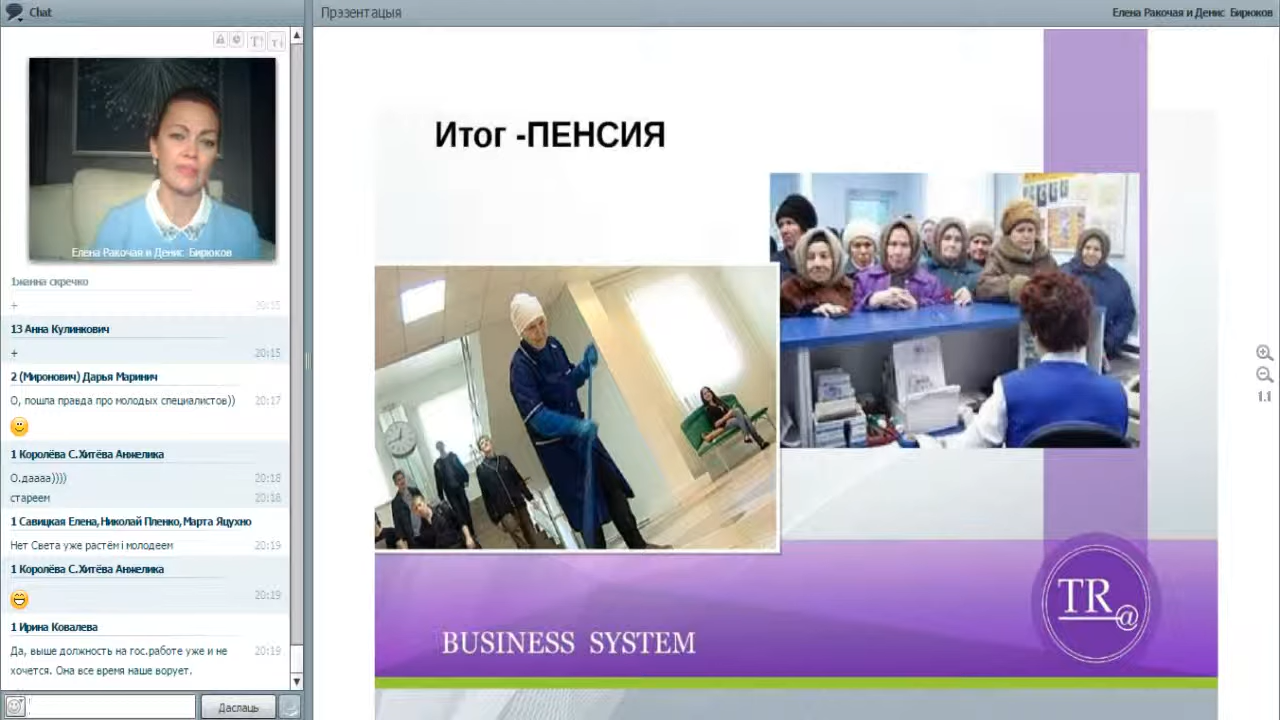 Chat
Прэзентацыя
Елена Ракочая и Денис Бирюков
Елена Ракочая и Денис Бирюков
1жанна скречко
+
20:15
13 Анна Кулинкович
+
20:15
2 (Миронович) Дарья Маринич
О, пошла правда про молодых специалистов))
20:17
1 Королёва С.Хитёва Анжелика
О.даааа))))
20:18
стареем
20:18
1 Савицкая Елена,Николай Пленко,Марта Яцухно
Нет Света уже растём і молодеем
20:19
1 Королёва С.Хитёва Анжелика
20:19
1 Ирина Ковалева
Да, выше должность на гос.работе уже и не
20:19
хочется. Она все время наше ворует.
Даслаць
Итог -ПЕНСИЯ
BUSINESS SYSTEM
TR@
1:1